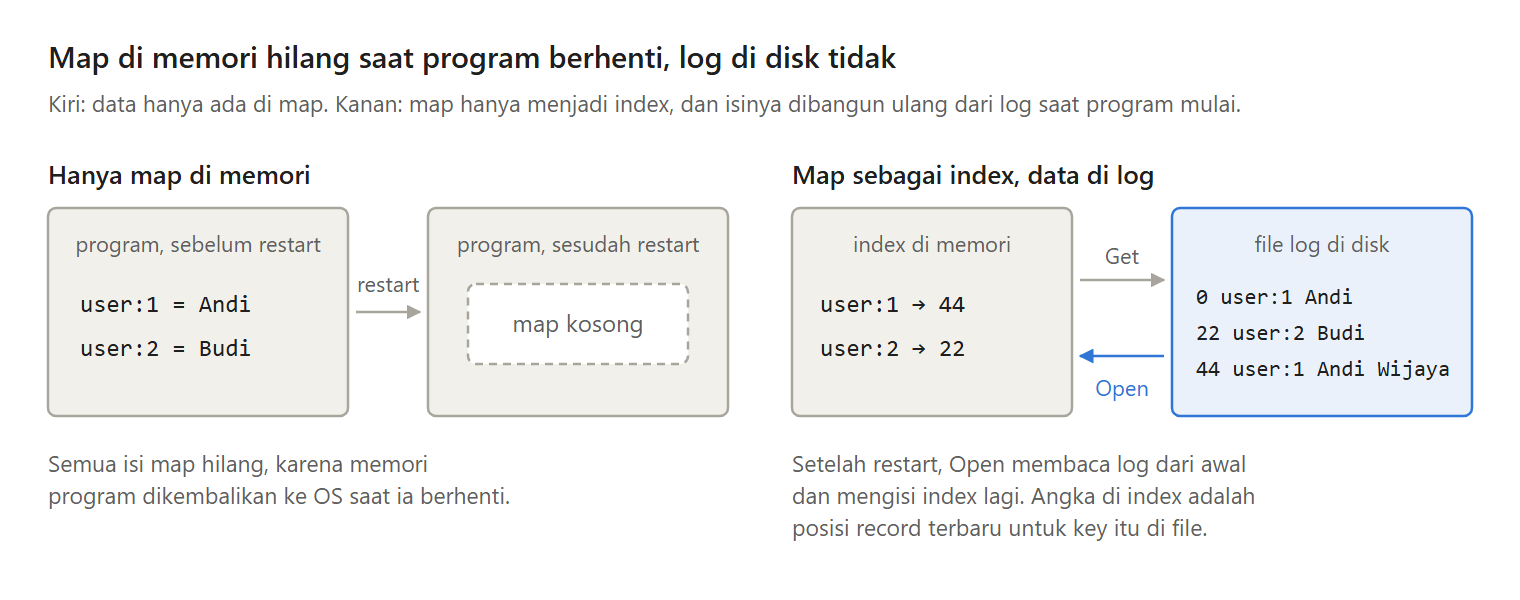 Map di memori hilang saat program berhenti, log di disk tidak
Kiri: data hanya ada di map. Kanan: map hanya menjadi index, dan isinya dibangun ulang dari log saat program mulai.
Hanya map di memori
program, sebelum restart
user:1 = Andi
user:2 = Budi
restart
program, sesudah restart
map kosong
Semua isi map hilang, karena memori
program dikembalikan ke OS saat ia berhenti.
Map sebagai index, data di log
index di memori
user:1 → 44
user:2 → 22
Get
Open
file log di disk
0 user:1 Andi
22 user:2 Budi
44 user:1 Andi Wijaya
Setelah restart, Open membaca log dari awal
dan mengisi index lagi. Angka di index adalah
posisi record terbaru untuk key itu di file.